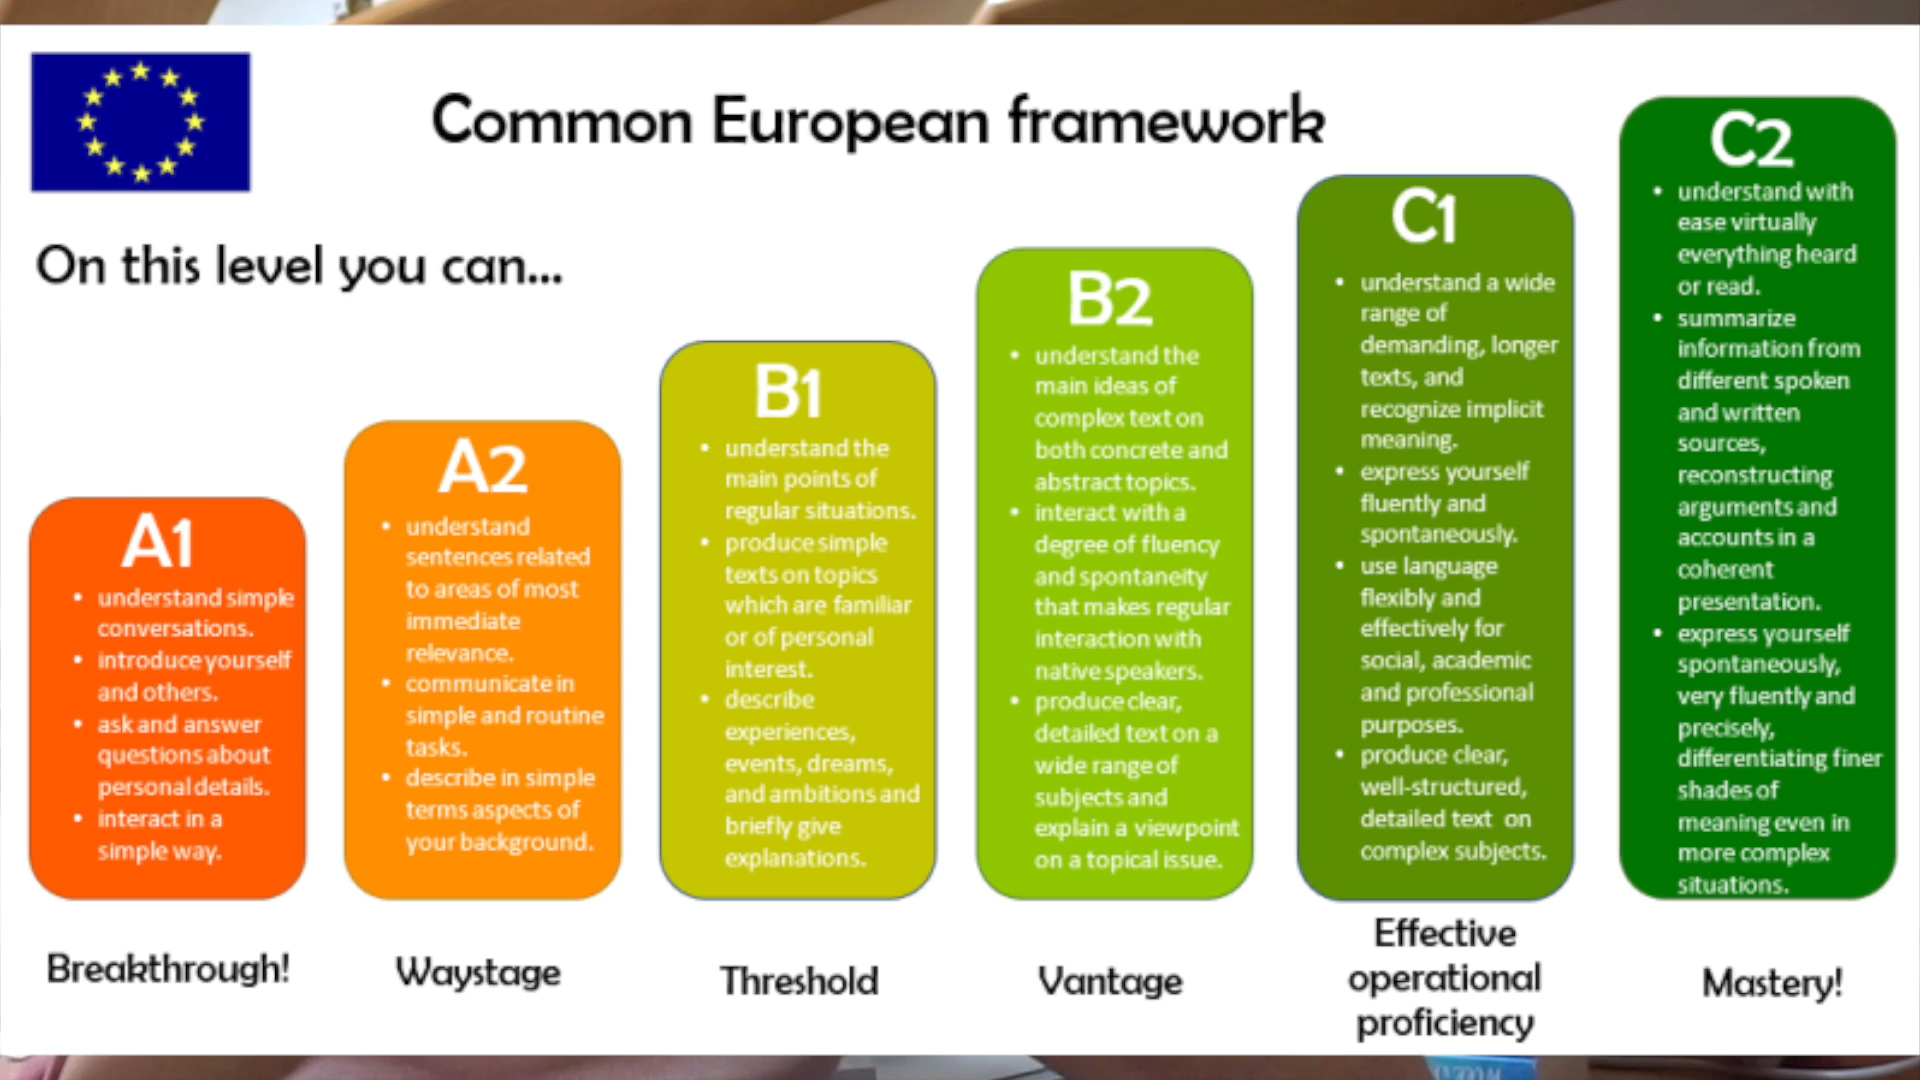 Common European framework
On this level you can...
A1
• understand simple
conversations.
• introduce yourself
and others.
• ask and answer
questions about
personal details.
• interact in a
simple way.
Breakthrough!
A2
• understand
sentences related
to areas of most
immediate
relevance.
• communicate in
simple and routine
tasks.
• describe in simple
terms aspects of
your background.
Waystage
B1
• understand the
main points of
regular situations.
• produce simple
texts on topics
which are familiar
or of personal
interest.
• describe
experiences,
events, dreams,
and ambitions and
briefly give
explanations.
Threshold
B2
• understand the
main ideas of
complex text on
both concrete and
abstract topics.
• interact with a
degree of fluency
and spontaneity
that makes regular
interaction with
native speakers.
• produce clear,
detailed text on a
wide range of
subjects and
explain a viewpoint
on a topical issue.
Vantage
C1
• understand a wide
range of
demanding, longer
texts, and
recognize implicit
meaning.
• express yourself
fluently and
spontaneously.
• use language
flexibly and
effectively for
social, academic
and professional
purposes.
• produce clear,
well-structured,
detailed text on
complex subjects.
Effective
operational
proficiency
C2
• understand with
ease virtually
everything heard
or read.
• summarize
information from
different spoken
and written
sources,
reconstructing
arguments and
accounts in a
coherent
presentation.
• express yourself
spontaneously,
very fluently and
precisely,
differentiating finer
shades of
meaning even in
more complex
situations.
Mastery!